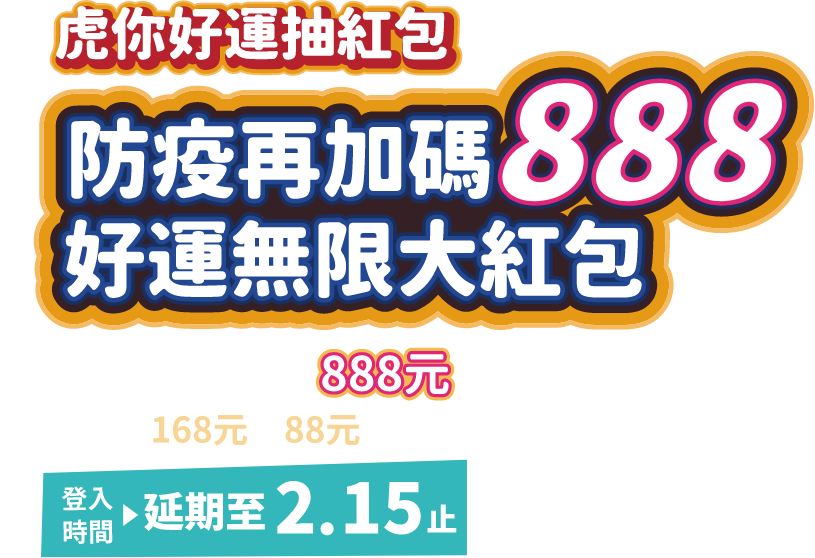 虎你好運抽紅包
防疫再加碼888
好運無限大紅包
888元
168元 88元
登入時間 延期至2.15止